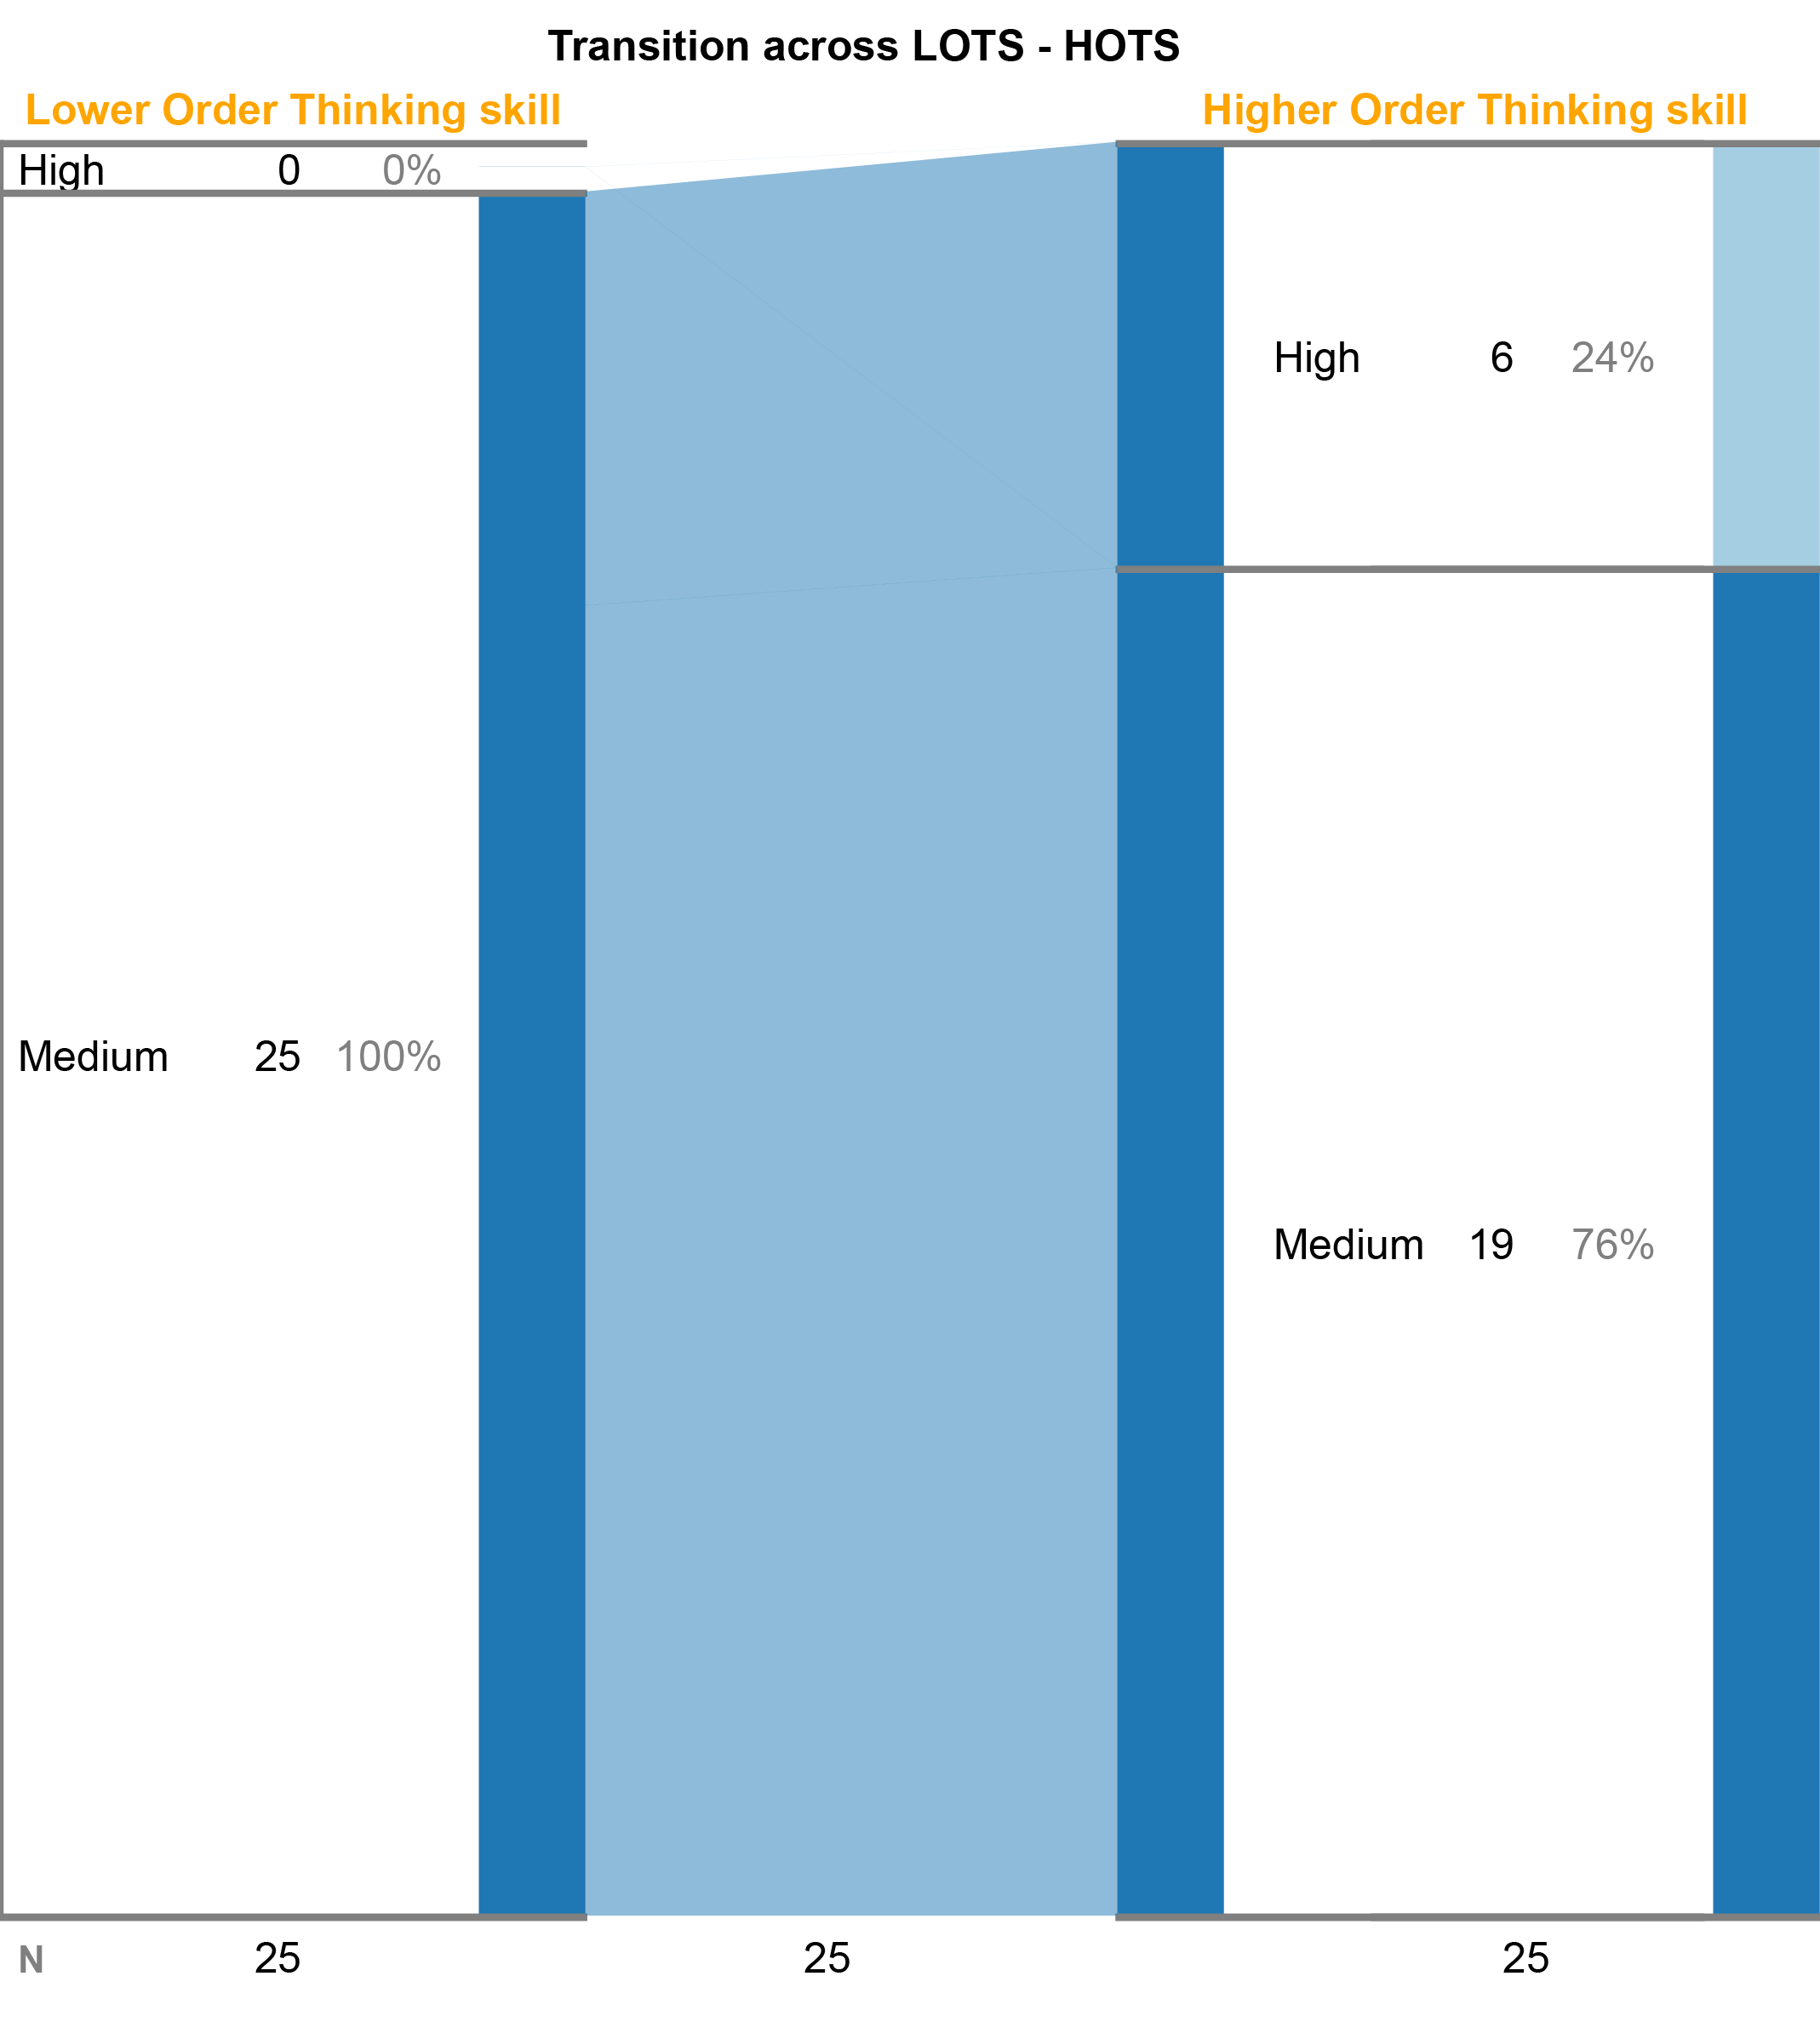 Transition across LOTS - HOTS
Lower Order Thinking skill
Higher Order Thinking skill
High 0 0%
High 6 24%
Medium 25 100%
Medium 19 76%
N 25 25 25